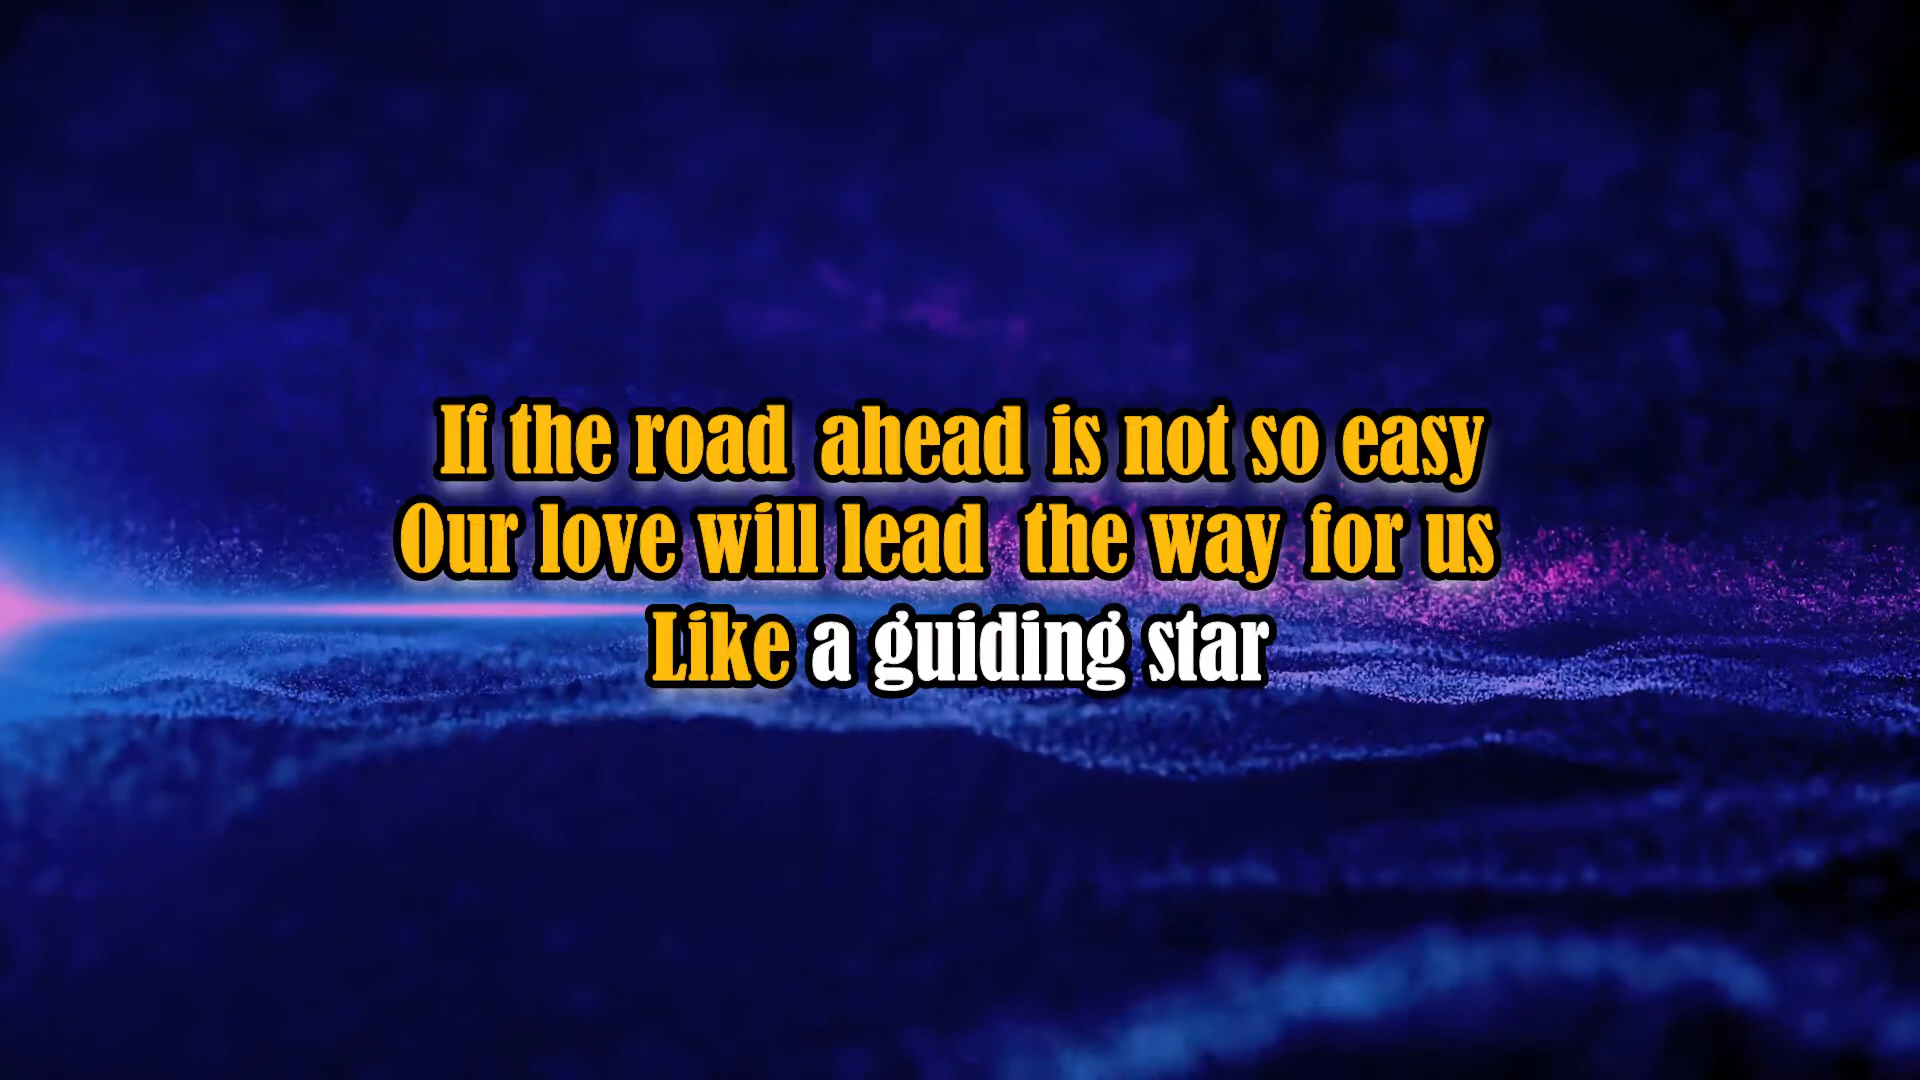 If the road ahead is not so easy
Our love will lead the way for us
Like a guiding star